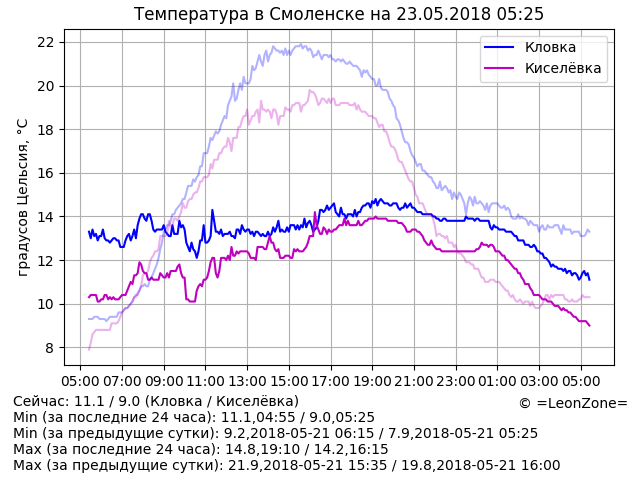 Температура в Смоленске на 23.05.2018 05:25
градусов Цельсия, °C
22
20
18
16
14
12
10
8
Кловка
Киселёвка
05:00 07:00 09:00 11:00 13:00 15:00 17:00 19:00 21:00 23:00 01:00 03:00 05:00
Сейчас: 11.1 / 9.0 (Кловка / Киселёвка)
© =LeonZone=
Min (за последние 24 часа): 11.1,04:55 / 9.0,05:25
Min (за предыдущие сутки): 9.2,2018-05-21 06:15 / 7.9,2018-05-21 05:25
Max (за последние 24 часа): 14.8,19:10 / 14.2,16:15
Max (за предыдущие сутки): 21.9,2018-05-21 15:35 / 19.8,2018-05-21 16:00